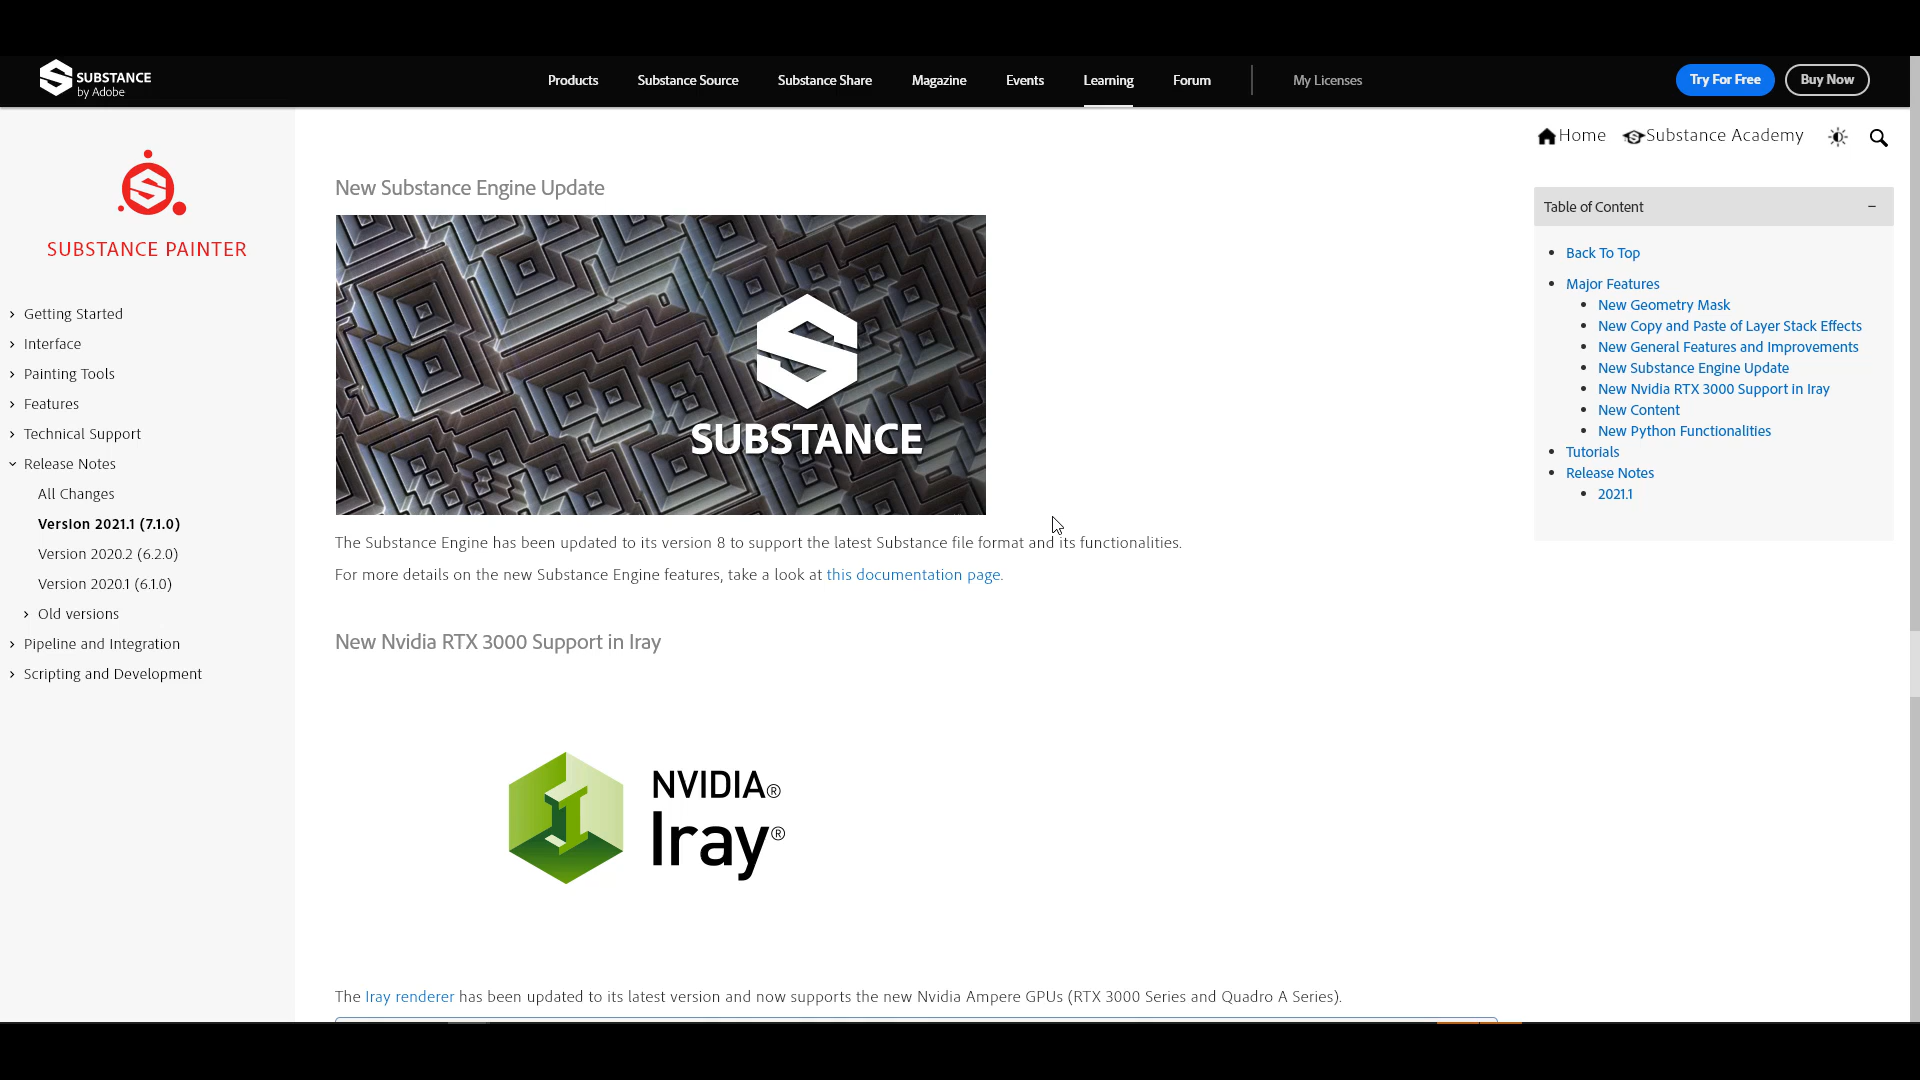 SUBSTANCE
by Adobe
Products
Substance Source
Substance Share
Magazine
Events
Learning
Forum
My Licenses
Try For Free
Buy Now
SUBSTANCE PAINTER
Getting Started
Interface
Painting Tools
Features
Technical Support
Release Notes
All Changes
Version 2021.1 (7.1.0)
Version 2020.2 (6.2.0)
Version 2020.1 (6.1.0)
Old versions
Pipeline and Integration
Scripting and Development
Home
Substance Academy
New Substance Engine Update
SUBSTANCE
The Substance Engine has been updated to its version 8 to support the latest Substance file format and its functionalities.
For more details on the new Substance Engine features, take a look at this documentation page.
New Nvidia RTX 3000 Support in Iray
NVIDIA®
Iray®
The Iray renderer has been updated to its latest version and now supports the new Nvidia Ampere GPUs (RTX 3000 Series and Quadro A Series).
Table of Content
Back To Top
Major Features
New Geometry Mask
New Copy and Paste of Layer Stack Effects
New General Features and Improvements
New Substance Engine Update
New Nvidia RTX 3000 Support in Iray
New Content
New Python Functionalities
Tutorials
Release Notes
2021.1